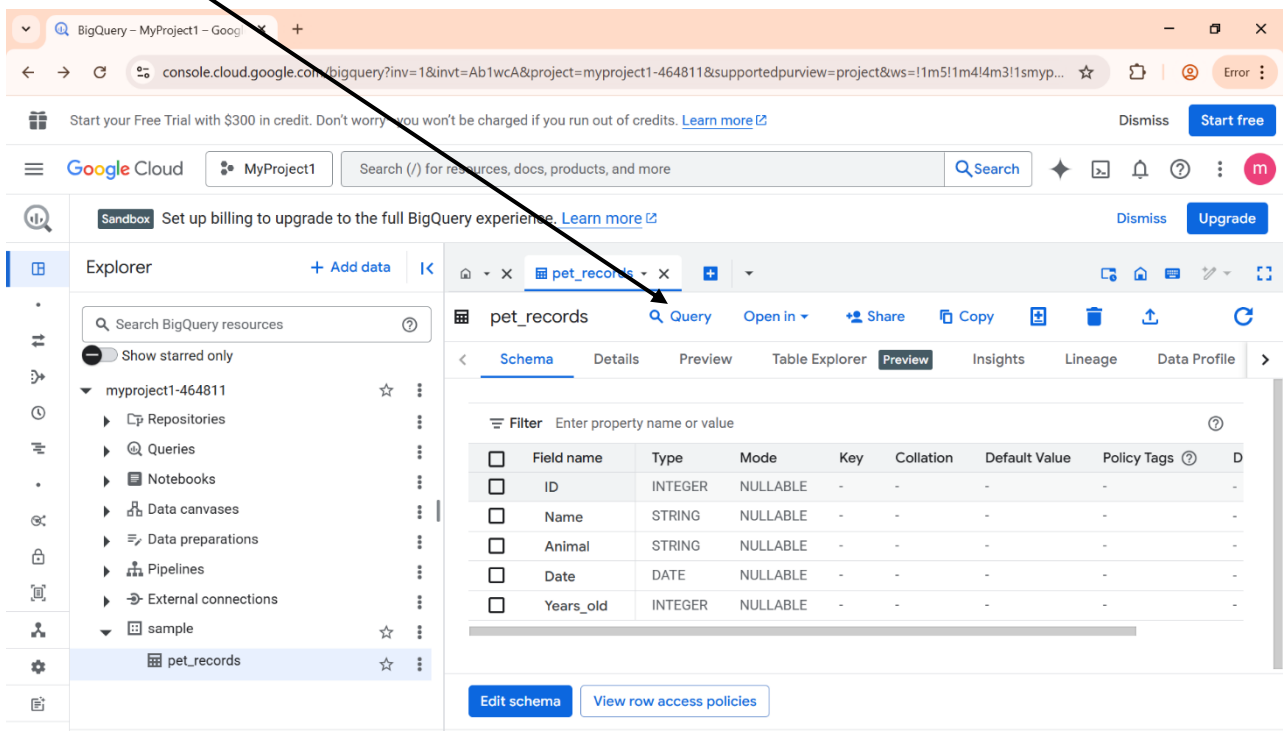 BigQuery – MyProject1 – Goog
console.cloud.google.com/bigquery?inv=1&invt=Ab1wcA&project=myproject1-464811&supportedpurview=project&ws=!1m5!1m4!4m3!1smyp... Error
Start your Free Trial with $300 in credit. Don't worry—you won't be charged if you run out of credits. Learn more Dismiss Start free
Google Cloud MyProject1 Search (/) for resources, docs, products, and more Search m
Sandbox Set up billing to upgrade to the full BigQuery experience. Learn more Dismiss Upgrade
Explorer + Add data
Search BigQuery resources
Show starred only
myproject1-464811
Repositories
Queries
Notebooks
Data canvases
Data preparations
Pipelines
External connections
sample
pet_records
pet_records
pet_records Query Open in Share Copy
Schema Details Preview Table Explorer Preview Insights Lineage Data Profile
Filter Enter property name or value
Field name Type Mode Key Collation Default Value Policy Tags D
ID INTEGER NULLABLE - - - - -
Name STRING NULLABLE - - - - -
Animal STRING NULLABLE - - - - -
Date DATE NULLABLE - - - - -
Years_old INTEGER NULLABLE - - - - -
Edit schema View row access policies